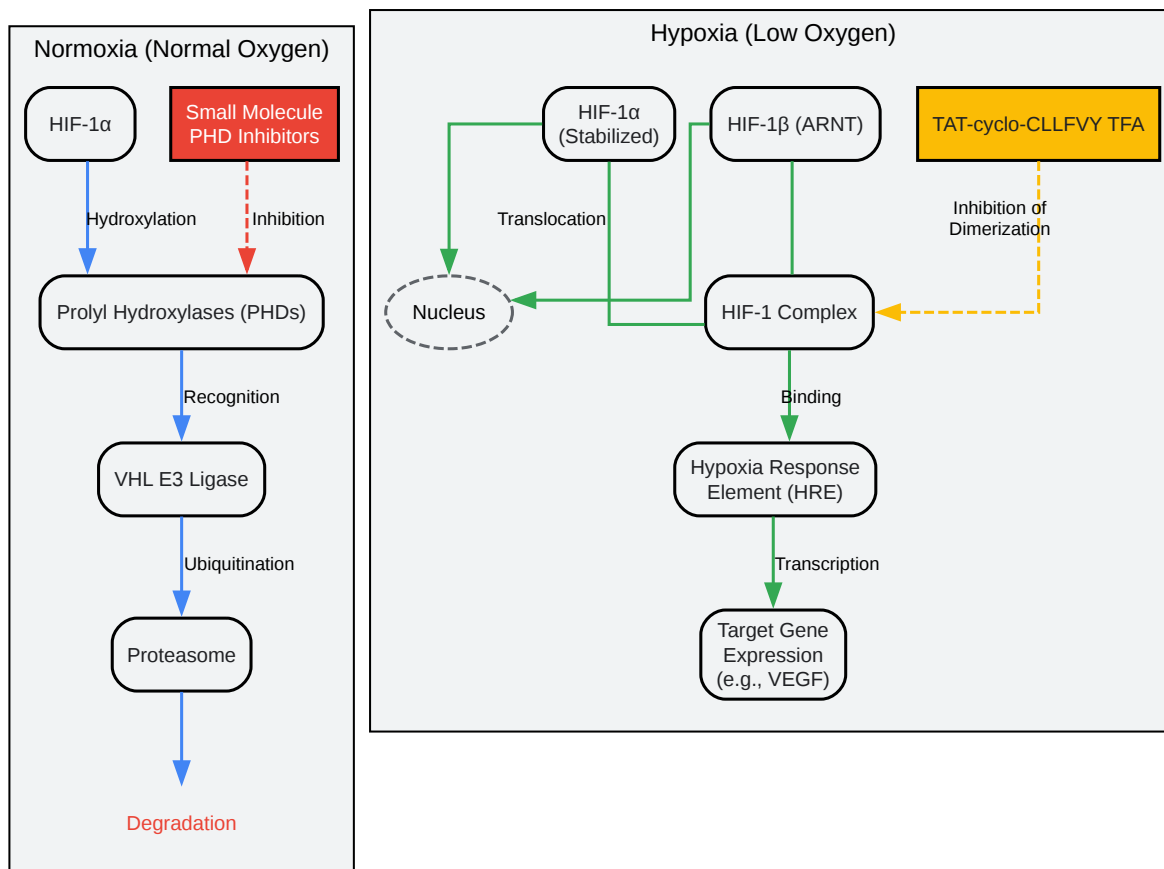 Normoxia (Normal Oxygen)
HIF-1α
Small Molecule
PHD Inhibitors
Hydroxylation
Inhibition
Prolyl Hydroxylases (PHDs)
Recognition
VHL E3 Ligase
Ubiquitination
Proteasome
Degradation
Hypoxia (Low Oxygen)
HIF-1α
(Stabilized)
HIF-1β (ARNT)
TAT-cyclo-CLLFVY TFA
Translocation
Inhibition of
Dimerization
Nucleus
HIF-1 Complex
Binding
Hypoxia Response
Element (HRE)
Transcription
Target Gene
Expression
(e.g., VEGF)